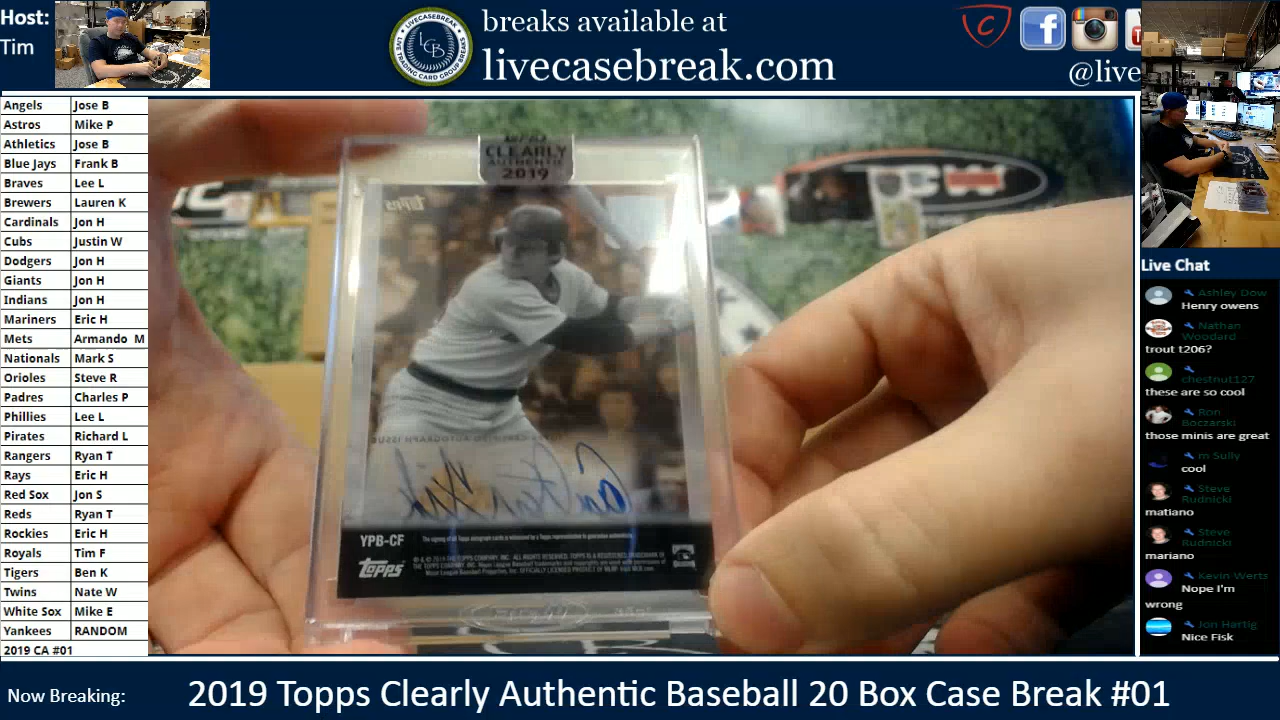 Host:
Tim
breaks available at
livecasebreak.com
LCB
@live
Angels Jose B
Astros Mike P
Athletics Jose B
Blue Jays Frank B
Braves Lee L
Brewers Lauren K
Cardinals Jon H
Cubs Justin W
Dodgers Jon H
Giants Jon H
Indians Jon H
Mariners Eric H
Mets Armando M
Nationals Mark S
Orioles Steve R
Padres Charles P
Phillies Lee L
Pirates Richard L
Rangers Ryan T
Rays Eric H
Red Sox Jon S
Reds Ryan T
Rockies Eric H
Royals Tim F
Tigers Ben K
Twins Nate W
White Sox Mike E
Yankees RANDOM
2019 CA #01
CLEARLY
AUTHENTIC
2019
YPB-CF
topps
Live Chat
Ashley Dow
Henry owens
Nathan
Woodard
trout t206?
chestnut127
these are so cool
Ron
Boczarski
those minis are great
m Sully
cool
Steve
Rudnicki
matiano
Steve
Rudnicki
mariano
Kevin Werts
Nope I'm
wrong
Jon Hartig
Nice Fisk
Now Breaking:
2019 Topps Clearly Authentic Baseball 20 Box Case Break #01